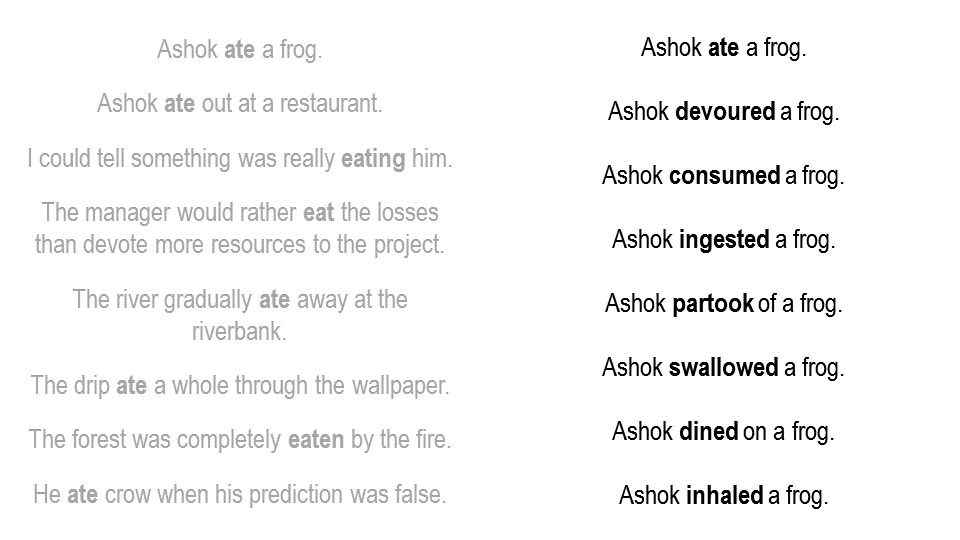 Ashok ate a frog.
Ashok ate out at a restaurant.
I could tell something was really eating him.
The manager would rather eat the losses
than devote more resources to the project.
The river gradually ate away at the
riverbank.
The drip ate a whole through the wallpaper.
The forest was completely eaten by the fire.
He ate crow when his prediction was false.
Ashok ate a frog.
Ashok devoured a frog.
Ashok consumed a frog.
Ashok ingested a frog.
Ashok partook of a frog.
Ashok swallowed a frog.
Ashok dined on a frog.
Ashok inhaled a frog.